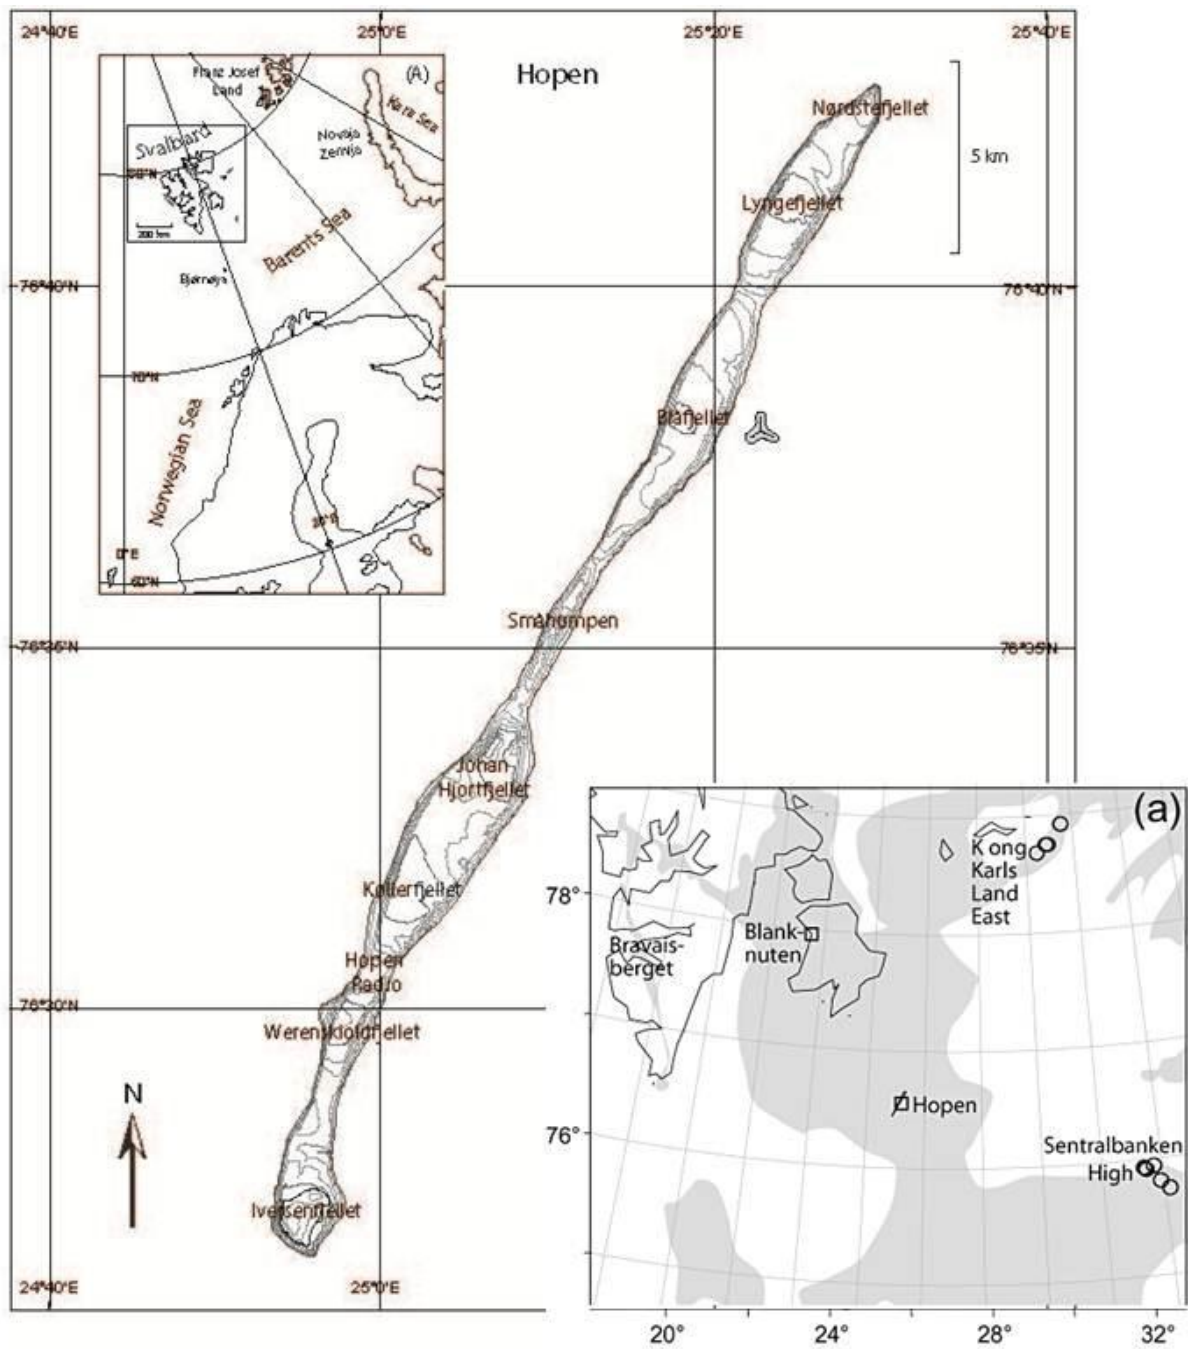 24°40'E
25°0'E
25°20'E
25°40'E
Hopen
(A)
Franz Josef
Land
Kara Sea
Novaja
Zemlja
Svalbard
80°N
200 km
Barents Sea
Bjørnøya
70°N
Norwegian Sea
20°E
0°E
60°N
Nørdstefjellet
5 km
Lyngefjellet
76°40'N
76°40'N
Blåfjellet
Småhumpen
76°35'N
76°35'N
Johan
Hjortfjellet
Kollerfjellet
Hopen
Radio
76°30'N
Werenskioldfjellet
N
Iversenfjellet
24°40'E
25°0'E
(a)
Kong
Karls
Land
East
78°
Blank-
nuten
Bravais-
berget
Hopen
76°
Sentralbanken
High
20°
24°
28°
32°